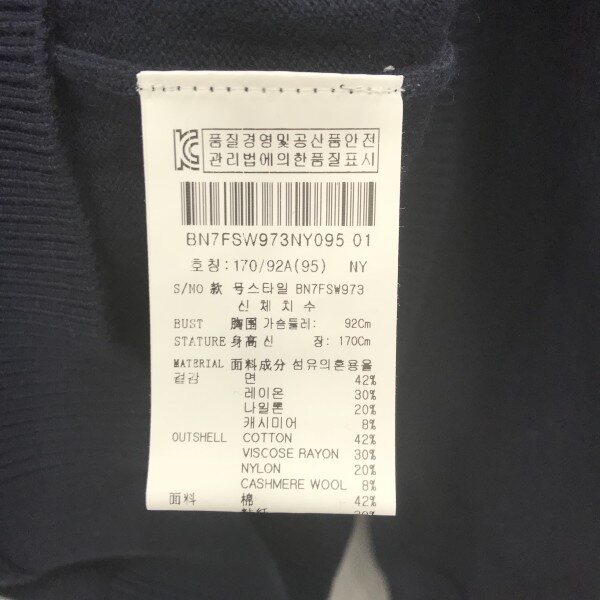 품질경영및공산품안전
관리법에의한품질표시
BN7FSW973NY095 01
호칭:170/92A(95) NY
S/NO 款 号스타일 BN7FSW973
신 체 치 수
BUST 胸围 가슴둘레: 92Cm
STATURE 身高 신 장: 170Cm
MATERIAL 面料成分 섬유의혼용율
겉감 면 42%
레이온 30%
나일론 20%
캐시미어 8%
OUTSHELL COTTON 42%
VISCOSE RAYON 30%
NYLON 20%
CASHMERE WOOL 8%
面料 棉 42%